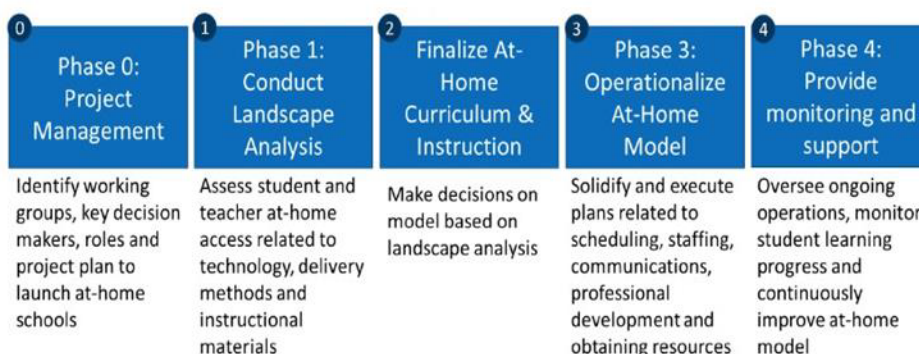 0
Phase 0:
Project
Management
Identify working
groups, key decision
makers, roles and
project plan to
launch at-home
schools
1
Phase 1:
Conduct
Landscape
Analysis
Assess student and
teacher at-home
access related to
technology, delivery
methods and
instructional
materials
2
Finalize At-
Home
Curriculum &
Instruction
Make decisions on
model based on
landscape analysis
3
Phase 3:
Operationalize
At-Home
Model
Solidify and execute
plans related to
scheduling, staffing,
communications,
professional
development and
obtaining resources
4
Phase 4:
Provide
monitoring and
support
Oversee ongoing
operations, monitor
student learning
progress and
continuously
improve at-home
model